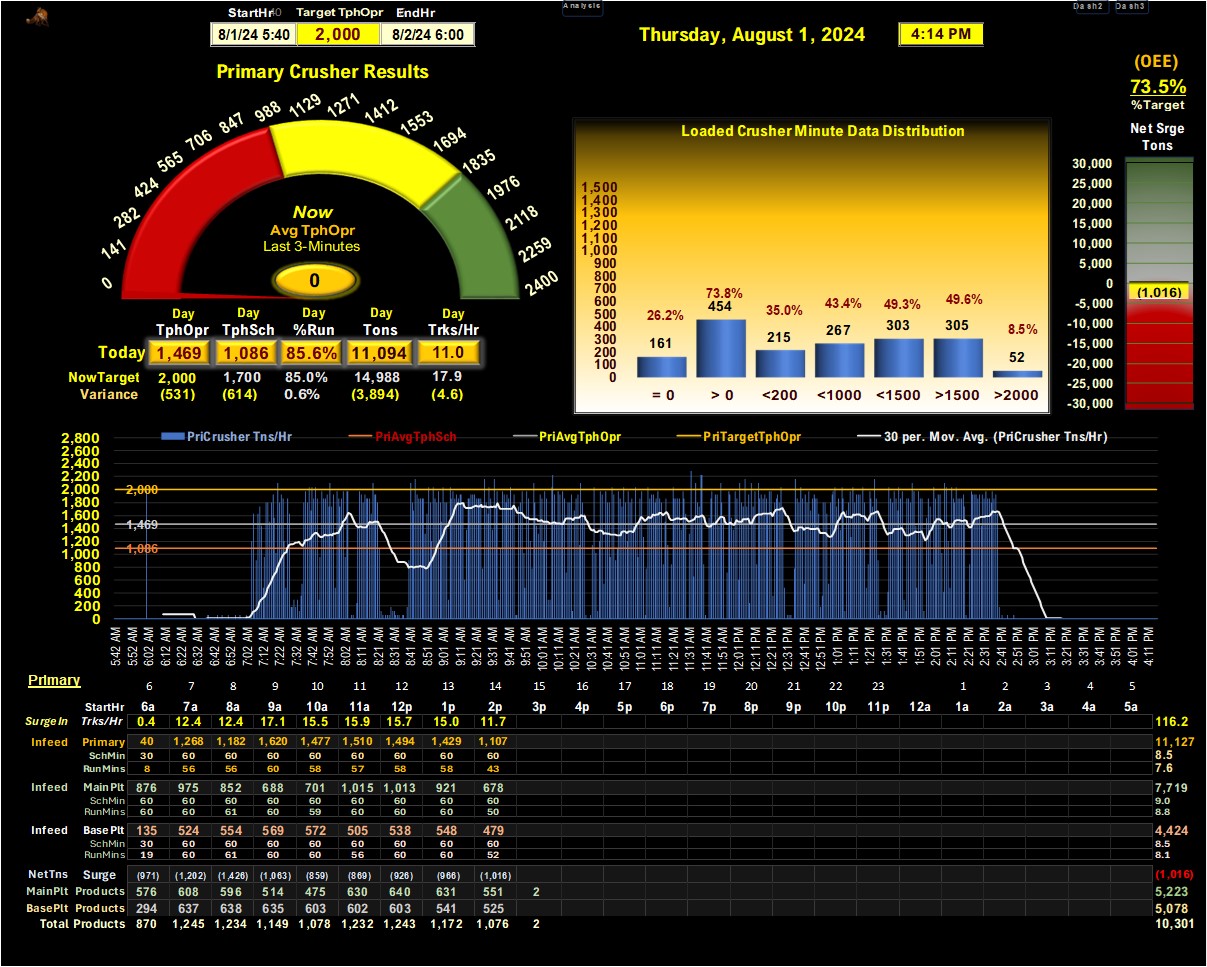 StartHr40 Target TphOpr EndHr
8/1/24 5:40 2,000 8/2/24 6:00
Analysis
Dash2 Dash3
Thursday, August 1, 2024 4:14 PM
Primary Crusher Results
(OEE)
73.5%
%Target
Net Srge
Tons
0 141 282 424 565 706 847 988 1129 1271 1412 1553 1694 1835 1976 2118 2259 2400
Now
Avg TphOpr
Last 3-Minutes
0
Day Day Day Day Day
TphOpr TphSch %Run Tons Trks/Hr
Today 1,469 1,086 85.6% 11,094 11.0
NowTarget 2,000 1,700 85.0% 14,988 17.9
Variance (531) (614) 0.6% (3,894) (4.6)
Loaded Crusher Minute Data Distribution
1,500
1,400
1,300
1,200
1,100
1,000
900
800
700
600
500
400
300
200
100
0
26.2% 73.8% 35.0% 43.4% 49.3% 49.6% 8.5%
161 454 215 267 303 305 52
= 0 > 0 <200 <1000 <1500 >1500 >2000
30,000
25,000
20,000
15,000
10,000
5,000
0
(1,016)
-5,000
-10,000
-15,000
-20,000
-25,000
-30,000
PriCrusher Tns/Hr PriAvgTphSch PriAvgTphOpr PriTargetTphOpr 30 per. Mov. Avg. (PriCrusher Tns/Hr)
2,800
2,600
2,400
2,200
2,000
1,800
1,600
1,400
1,200
1,000
800
600
400
200
0
2,000
1,469
1,086
5:42 AM 5:52 AM 6:02 AM 6:12 AM 6:22 AM 6:32 AM 6:42 AM 6:52 AM 7:02 AM 7:12 AM 7:22 AM 7:32 AM 7:42 AM 7:52 AM 8:02 AM 8:11 AM 8:21 AM 8:31 AM 8:41 AM 8:51 AM 9:01 AM 9:11 AM 9:21 AM 9:31 AM 9:41 AM 9:51 AM 10:01 AM 10:11 AM 10:21 AM 10:31 AM 10:41 AM 10:51 AM 11:01 AM 11:11 AM 11:21 AM 11:31 AM 11:41 AM 11:51 AM 12:01 PM 12:11 PM 12:21 PM 12:31 PM 12:41 PM 12:51 PM 1:01 PM 1:11 PM 1:21 PM 1:31 PM 1:41 PM 1:51 PM 2:01 PM 2:11 PM 2:21 PM 2:31 PM 2:41 PM 2:51 PM 3:01 PM 3:11 PM 3:21 PM 3:31 PM 3:41 PM 3:51 PM 4:01 PM 4:11 PM
Primary
6 7 8 9 10 11 12 13 14 15 16 17 18 19 20 21 22 23 1 2 3 4 5
StartHr 6a 7a 8a 9a 10a 11a 12p 1p 2p 3p 4p 5p 6p 7p 8p 9p 10p 11p 12a 1a 2a 3a 4a 5a
SurgeIn Trks/Hr 0.4 12.4 12.4 17.1 15.5 15.9 15.7 15.0 11.7 116.2
Infeed Primary 40 1,268 1,182 1,620 1,477 1,510 1,494 1,429 1,107 11,127
SchMin 30 60 60 60 60 60 60 60 60 8.5
RunMins 8 56 56 60 58 57 58 58 43 7.6
Infeed MainPlt 876 975 852 688 701 1,015 1,013 921 678 7,719
SchMin 60 60 60 60 60 60 60 60 60 9.0
RunMins 60 60 61 60 59 60 60 60 50 8.8
Infeed BasePlt 135 524 554 569 572 505 538 548 479 4,424
SchMin 30 60 60 60 60 60 60 60 60 8.5
RunMins 19 60 61 60 60 56 60 60 52 8.1
NetTns Surge (971) (1,202) (1,426) (1,063) (859) (869) (926) (966) (1,016) (1,016)
MainPlt Products 576 608 596 514 475 630 640 631 551 2 5,223
BasePlt Products 294 637 638 635 603 602 603 541 525 5,078
Total Products 870 1,245 1,234 1,149 1,078 1,232 1,243 1,172 1,076 2 10,301